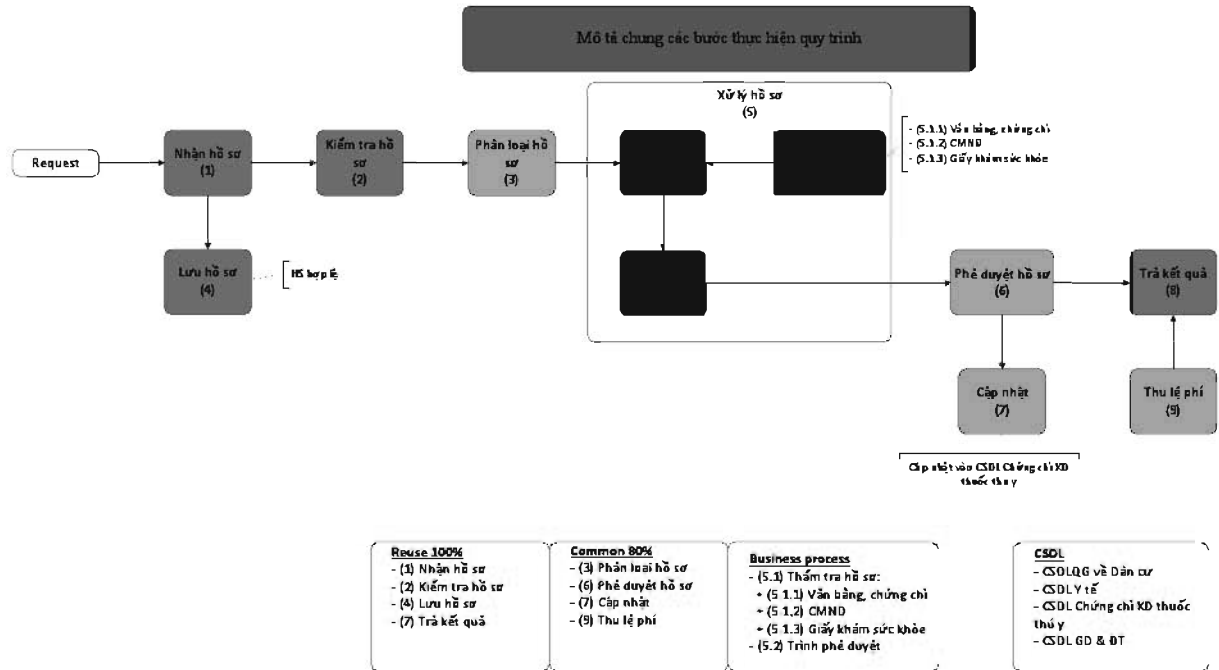 Mô tả chung các bước thực hiện quy trình
Xử lý hồ sơ
(5)
- (5.1.1) Văn bằng, chứng chỉ
- (5.1.2) CMND
- (5.1.3) Giấy khám sức khỏe
Request
Nhận hồ sơ
(1)
Kiểm tra hồ
sơ
(2)
Phân loại hồ
sơ
(3)
Lưu hồ sơ
(4)
HS hợp lệ
Phê duyệt hồ sơ
(6)
Trả kết quả
(8)
Cập nhật
(7)
Thu lệ phí
(9)
Cập nhật vào CSDL Chứng chỉ KD
thuốc thú y
Reuse 100%
- (1) Nhận hồ sơ
- (2) Kiểm tra hồ sơ
- (4) Lưu hồ sơ
- (7) Trả kết quả
Common 80%
- (3) Phân loại hồ sơ
- (6) Phê duyệt hồ sơ
- (7) Cập nhật
- (9) Thu lệ phí
Business process
- (5.1) Thẩm tra hồ sơ:
+ (5.1.1) Văn bằng, chứng chỉ
+ (5.1.2) CMND
+ (5.1.3) Giấy khám sức khỏe
- (5.2) Trình phê duyệt
CSDL
- CSDLQG về Dân cư
- CSDL Y tế
- CSDL Chứng chỉ KD thuốc
thú y
- CSDL GD & ĐT